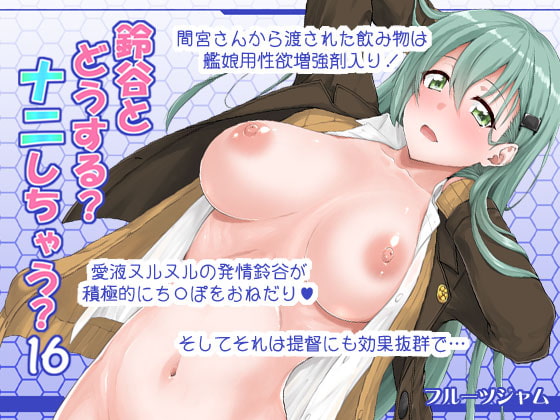 鈴谷と
どうする？
ナニしちゃう？16
間宮さんから渡された飲み物は
艦娘用性欲増強剤入り！
愛液ヌルヌルの発情鈴谷が
積極的にち〇ぽをおねだり♥
そしてそれは提督にも効果抜群で…
フルーツジャム